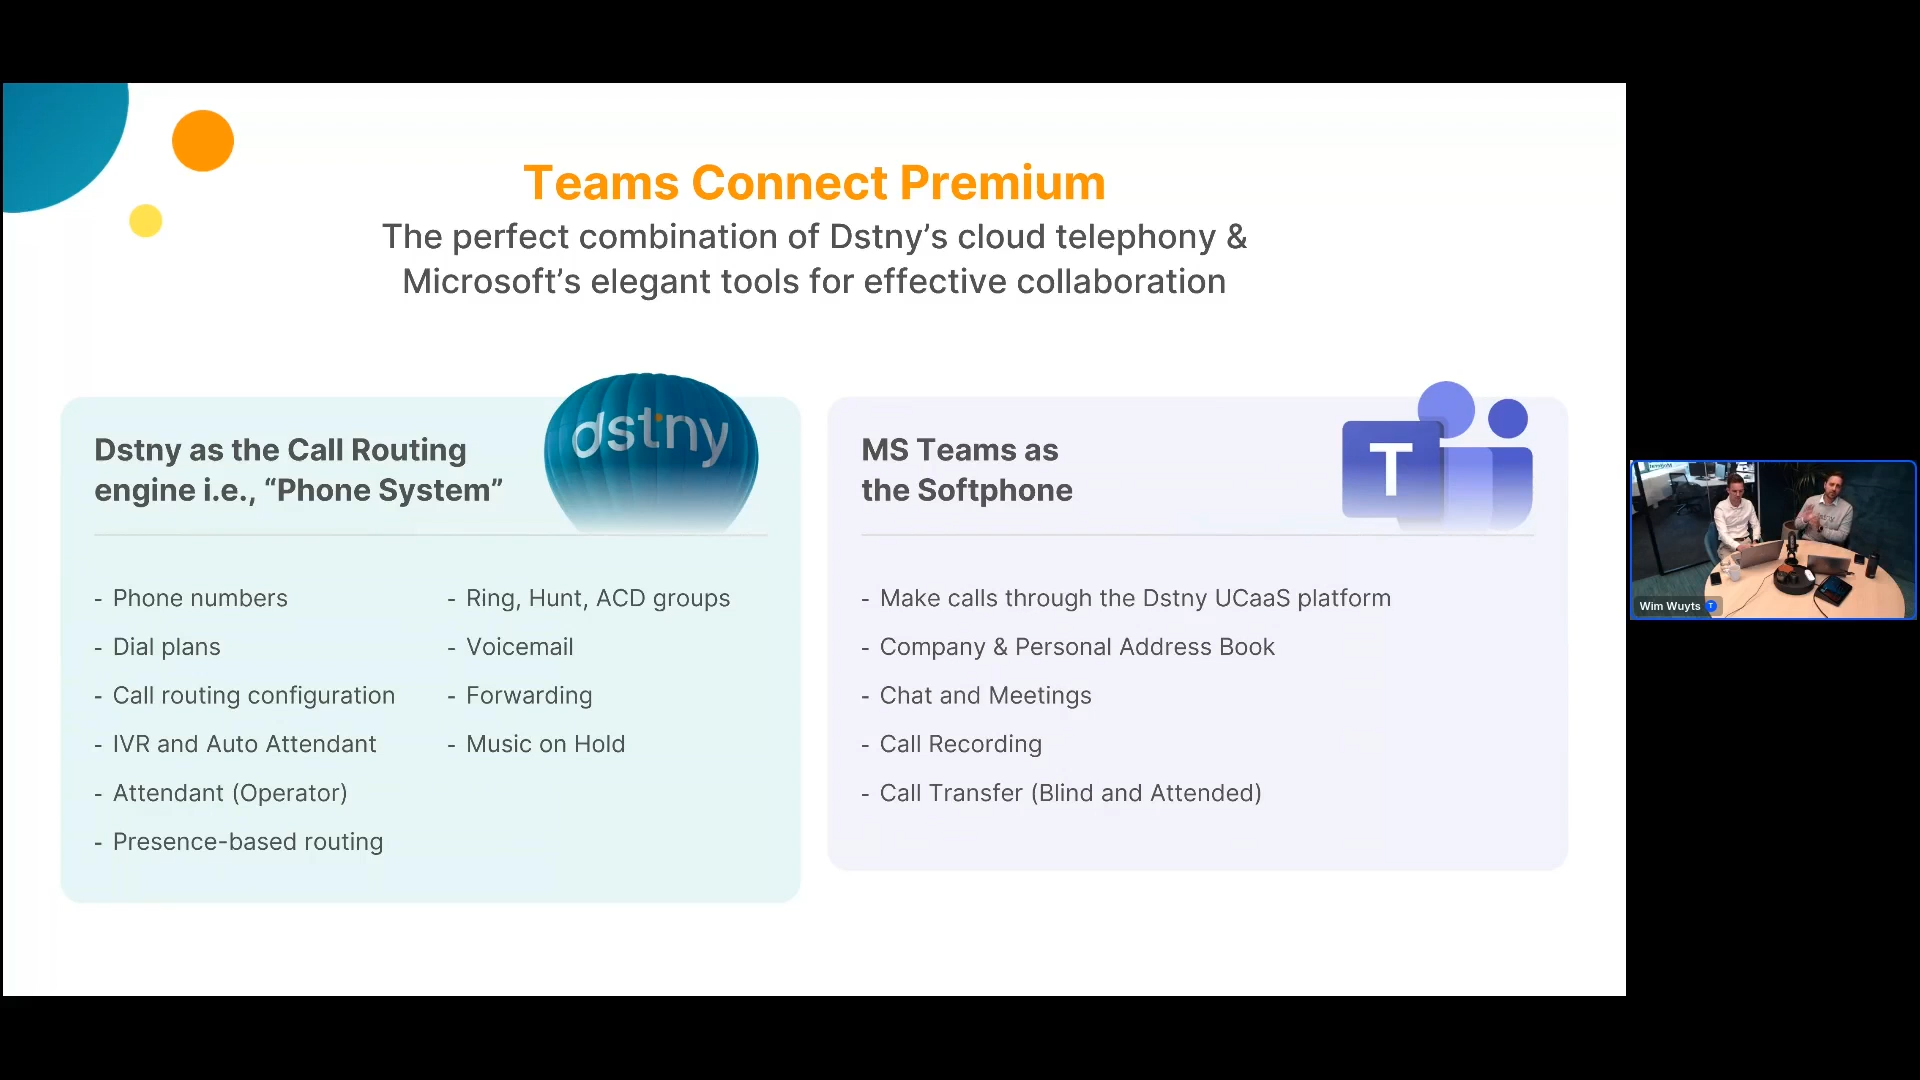 Teams Connect Premium
The perfect combination of Dstny’s cloud telephony &
Microsoft’s elegant tools for effective collaboration
Dstny as the Call Routing
engine i.e., “Phone System”
dstny
- Phone numbers
- Dial plans
- Call routing configuration
- IVR and Auto Attendant
- Attendant (Operator)
- Presence-based routing
- Ring, Hunt, ACD groups
- Voicemail
- Forwarding
- Music on Hold
MS Teams as
the Softphone
T
- Make calls through the Dstny UCaaS platform
- Company & Personal Address Book
- Chat and Meetings
- Call Recording
- Call Transfer (Blind and Attended)
Wim Wuyts T